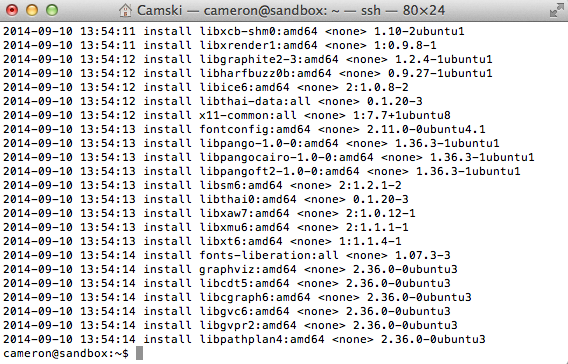 Camski — cameron@sandbox: ~ — ssh — 80×24
2014-09-10 13:54:11 install libxcb-shm0:amd64 <none> 1.10-2ubuntu1
2014-09-10 13:54:11 install libxrender1:amd64 <none> 1:0.9.8-1
2014-09-10 13:54:12 install libgraphite2-3:amd64 <none> 1.2.4-1ubuntu1
2014-09-10 13:54:12 install libharfbuzz0b:amd64 <none> 0.9.27-1ubuntu1
2014-09-10 13:54:12 install libice6:amd64 <none> 2:1.0.8-2
2014-09-10 13:54:12 install libthai-data:all <none> 0.1.20-3
2014-09-10 13:54:12 install x11-common:all <none> 1:7.7+1ubuntu8
2014-09-10 13:54:13 install fontconfig:amd64 <none> 2.11.0-0ubuntu4.1
2014-09-10 13:54:13 install libpango-1.0-0:amd64 <none> 1.36.3-1ubuntu1
2014-09-10 13:54:13 install libpangocairo-1.0-0:amd64 <none> 1.36.3-1ubuntu1
2014-09-10 13:54:13 install libpangoft2-1.0-0:amd64 <none> 1.36.3-1ubuntu1
2014-09-10 13:54:13 install libsm6:amd64 <none> 2:1.2.1-2
2014-09-10 13:54:13 install libthai0:amd64 <none> 0.1.20-3
2014-09-10 13:54:13 install libxaw7:amd64 <none> 2:1.0.12-1
2014-09-10 13:54:13 install libxmu6:amd64 <none> 2:1.1.1-1
2014-09-10 13:54:13 install libxt6:amd64 <none> 1:1.1.4-1
2014-09-10 13:54:14 install fonts-liberation:all <none> 1.07.3-3
2014-09-10 13:54:14 install graphviz:amd64 <none> 2.36.0-0ubuntu3
2014-09-10 13:54:14 install libcdt5:amd64 <none> 2.36.0-0ubuntu3
2014-09-10 13:54:14 install libcgraph6:amd64 <none> 2.36.0-0ubuntu3
2014-09-10 13:54:14 install libgvc6:amd64 <none> 2.36.0-0ubuntu3
2014-09-10 13:54:14 install libgvpr2:amd64 <none> 2.36.0-0ubuntu3
2014-09-10 13:54:14 install libpathplan4:amd64 <none> 2.36.0-0ubuntu3
cameron@sandbox:~$